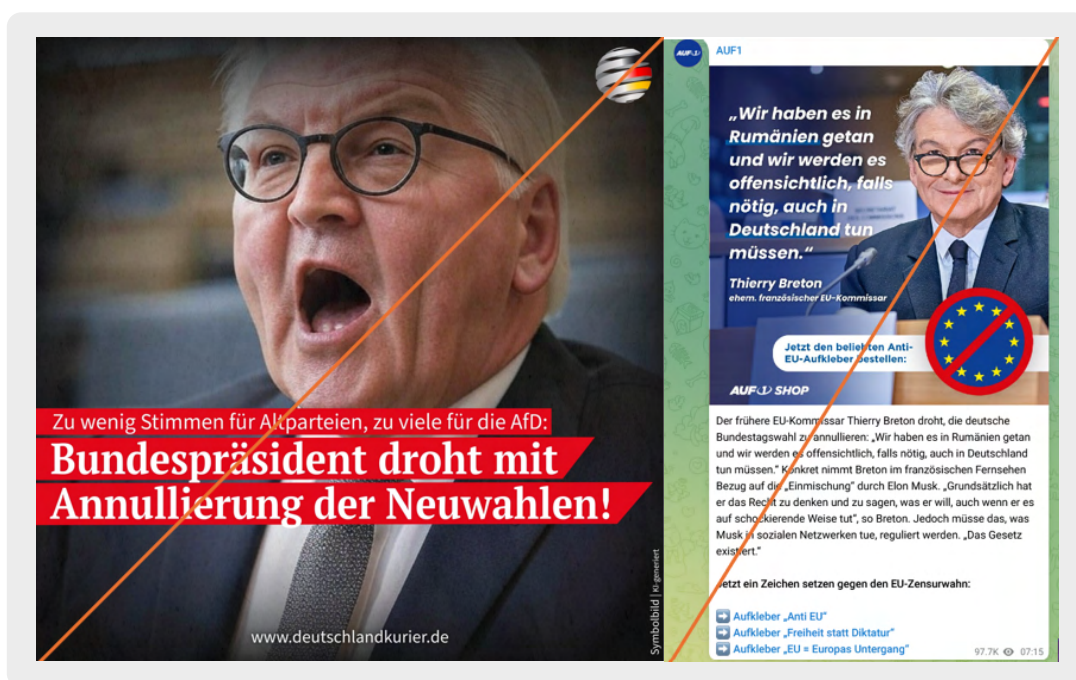 Zu wenig Stimmen für Altparteien, zu viele für die AfD:
Bundespräsident droht mit
Annullierung der Neuwahlen!
www.deutschlandkurier.de
Symbolbild | KI-generiert
AUF1
AUF1
„Wir haben es in
Rumänien getan
und wir werden es
offensichtlich, falls
nötig, auch in
Deutschland tun
müssen.“
Thierry Breton
ehem. französischer EU-Kommissar
Jetzt den beliebten Anti-
EU-Aufkleber bestellen:
AUF1 SHOP
Der frühere EU-Kommissar Thierry Breton droht, die deutsche
Bundestagswahl zu annullieren: „Wir haben es in Rumänien getan
und wir werden es offensichtlich, falls nötig, auch in Deutschland
tun müssen.“ Konkret nimmt Breton im französischen Fernsehen
Bezug auf die „Einmischung“ durch Elon Musk. „Grundsätzlich hat
er das Recht zu denken und zu sagen, was er will, auch wenn er es
auf schockierende Weise tut“, so Breton. Jedoch müsse das, was
Musk in sozialen Netzwerken tue, reguliert werden. „Das Gesetz
existiert.“
Jetzt ein Zeichen setzen gegen den EU-Zensurwahn:
Aufkleber „Anti EU“
Aufkleber „Freiheit statt Diktatur“
Aufkleber „EU = Europas Untergang“
97.7K 07:15